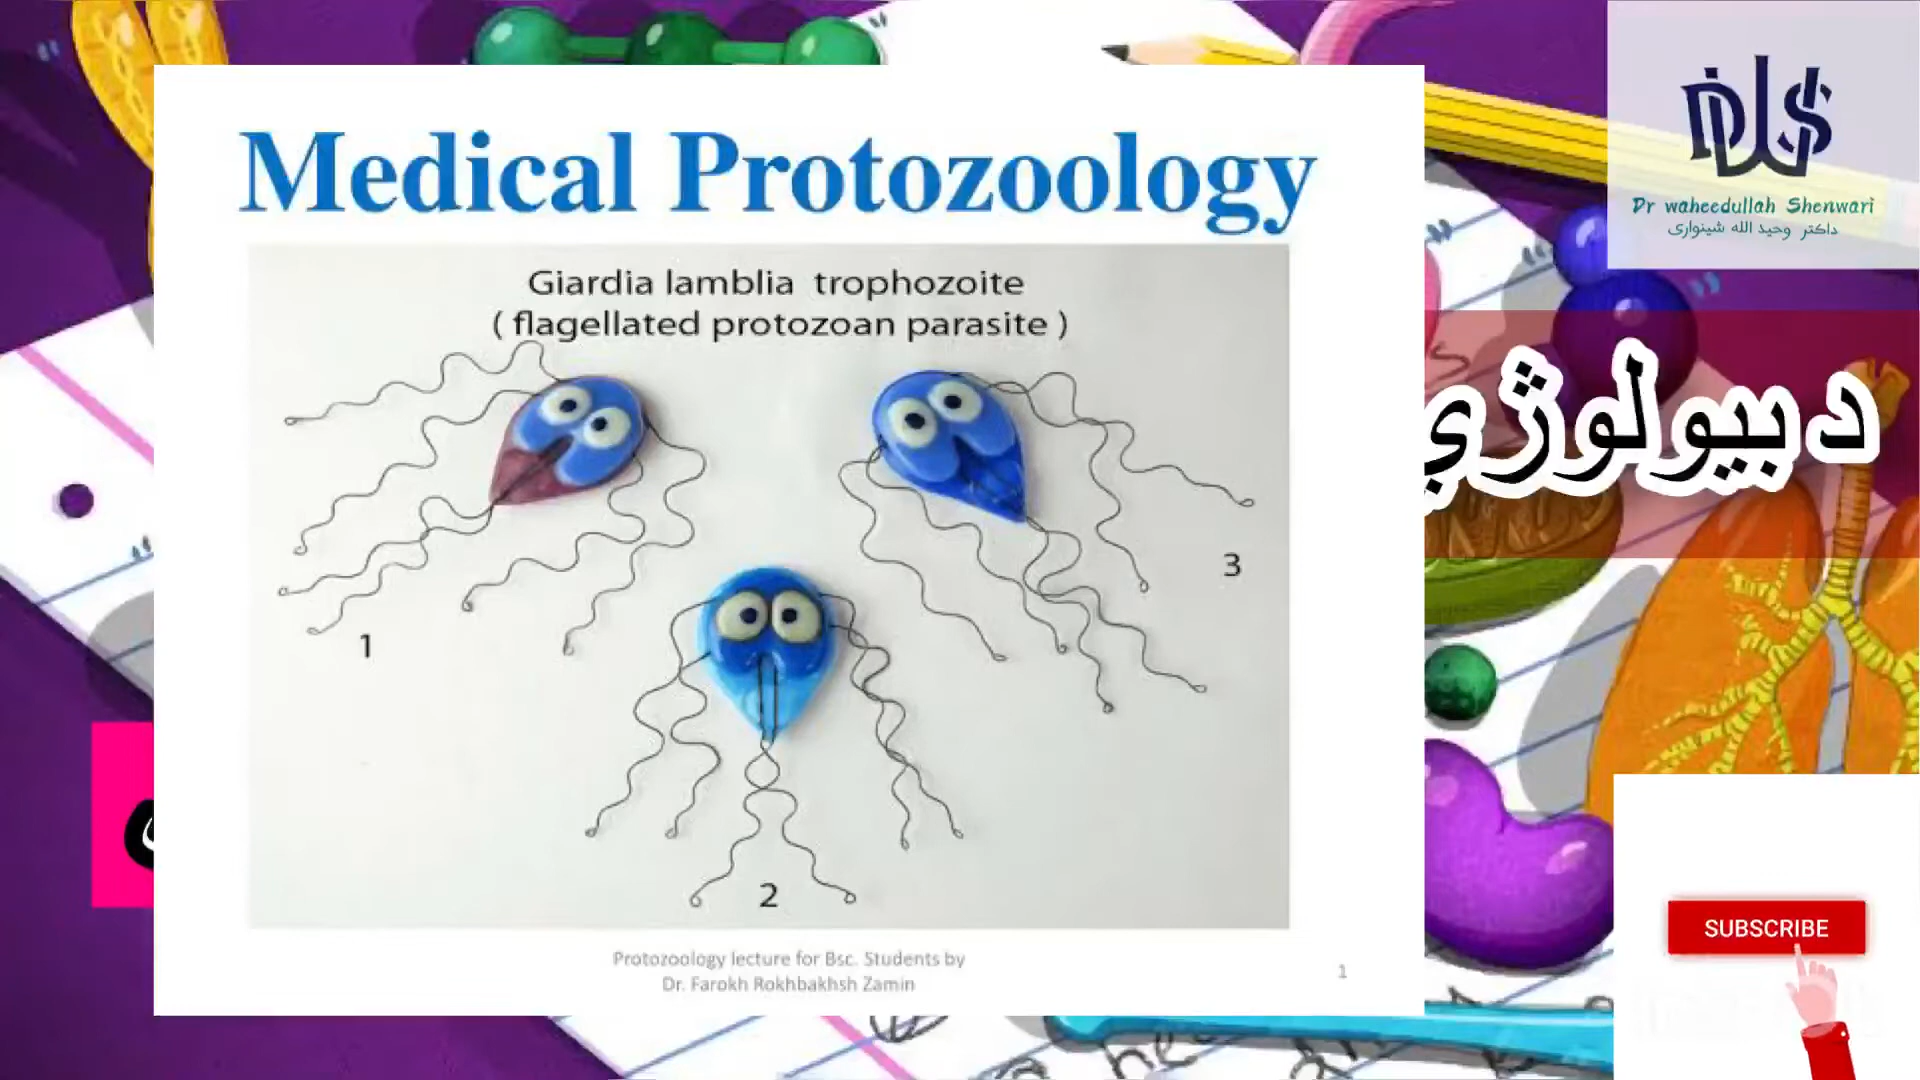 Medical Protozoology
Giardia lamblia trophozoite
( flagellated protozoan parasite )
1
2
3
Protozoology lecture for Bsc. Students by
Dr. Farokh Rokhbakhsh Zamin
1
Dr waheedullah Shenwari
داکتر وحید الله شینواری
د بیولوژي
SUBSCRIBE